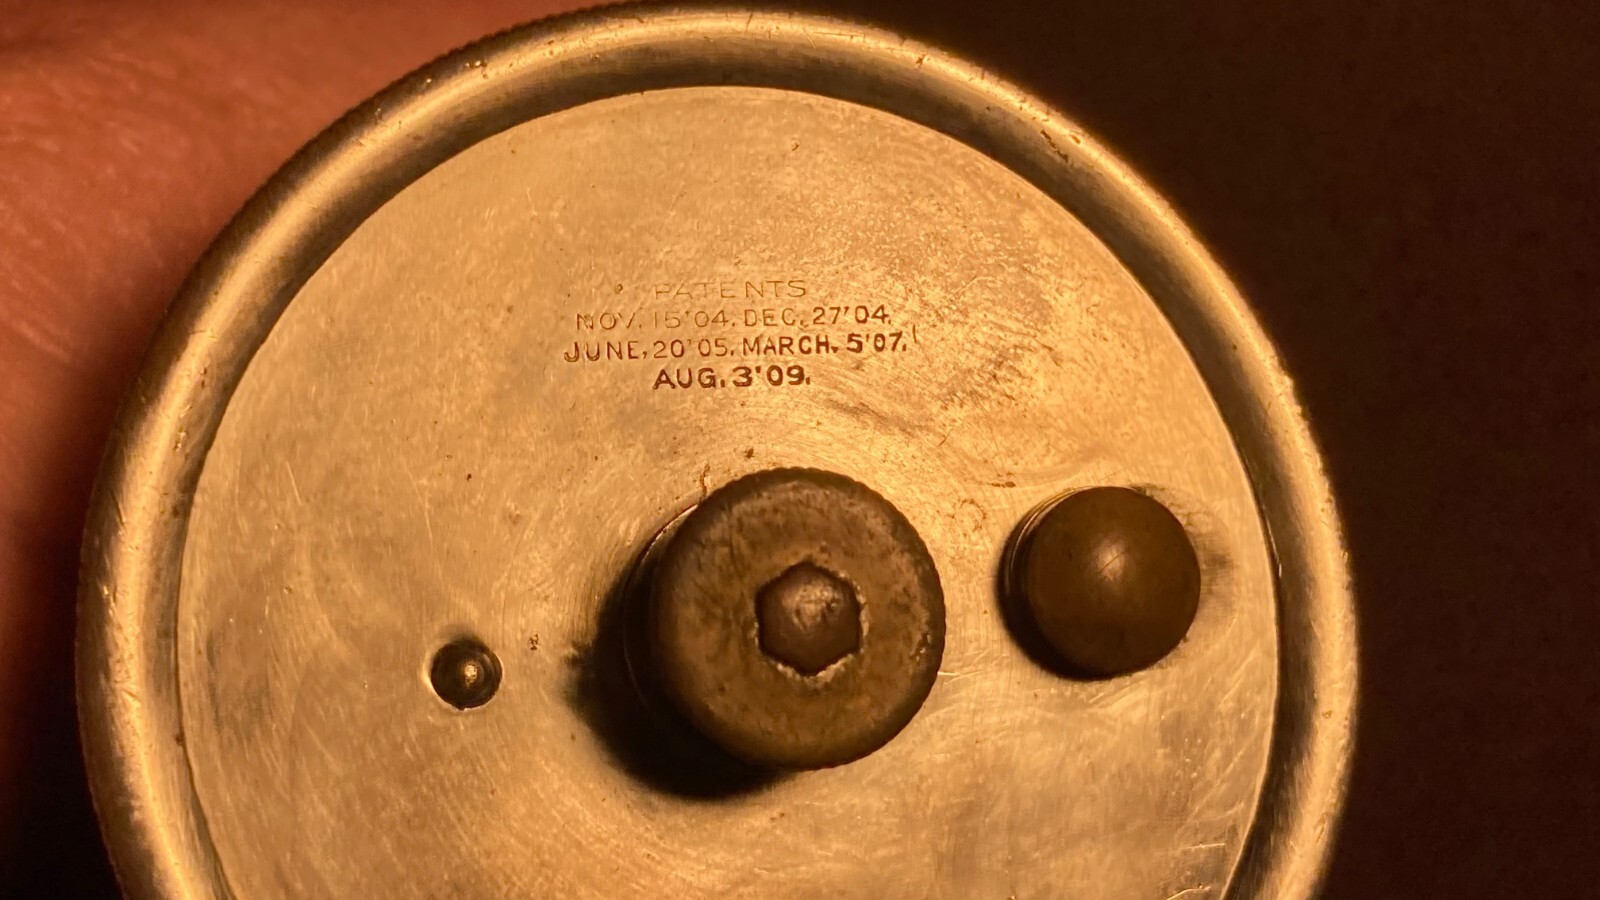 PATENTS
NOV. 15'04. DEC. 27'04.
JUNE, 20'05. MARCH. 5'07.
AUG. 3'09.